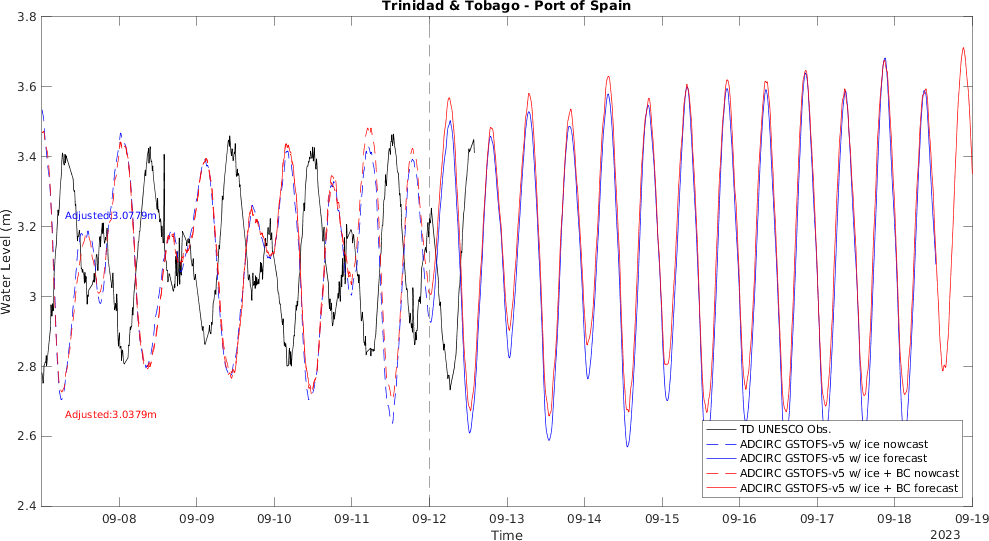 Trinidad & Tobago - Port of Spain
3.8
3.6
3.4
3.2
3
2.8
2.6
2.4
Water Level (m)
Adjusted:3.0779m
Adjusted:3.0379m
TD UNESCO Obs.
ADCIRC GSTOFS-v5 w/ ice nowcast
ADCIRC GSTOFS-v5 w/ ice forecast
ADCIRC GSTOFS-v5 w/ ice + BC nowcast
ADCIRC GSTOFS-v5 w/ ice + BC forecast
09-08 09-09 09-10 09-11 09-12 09-13 09-14 09-15 09-16 09-17 09-18 09-19
Time
2023